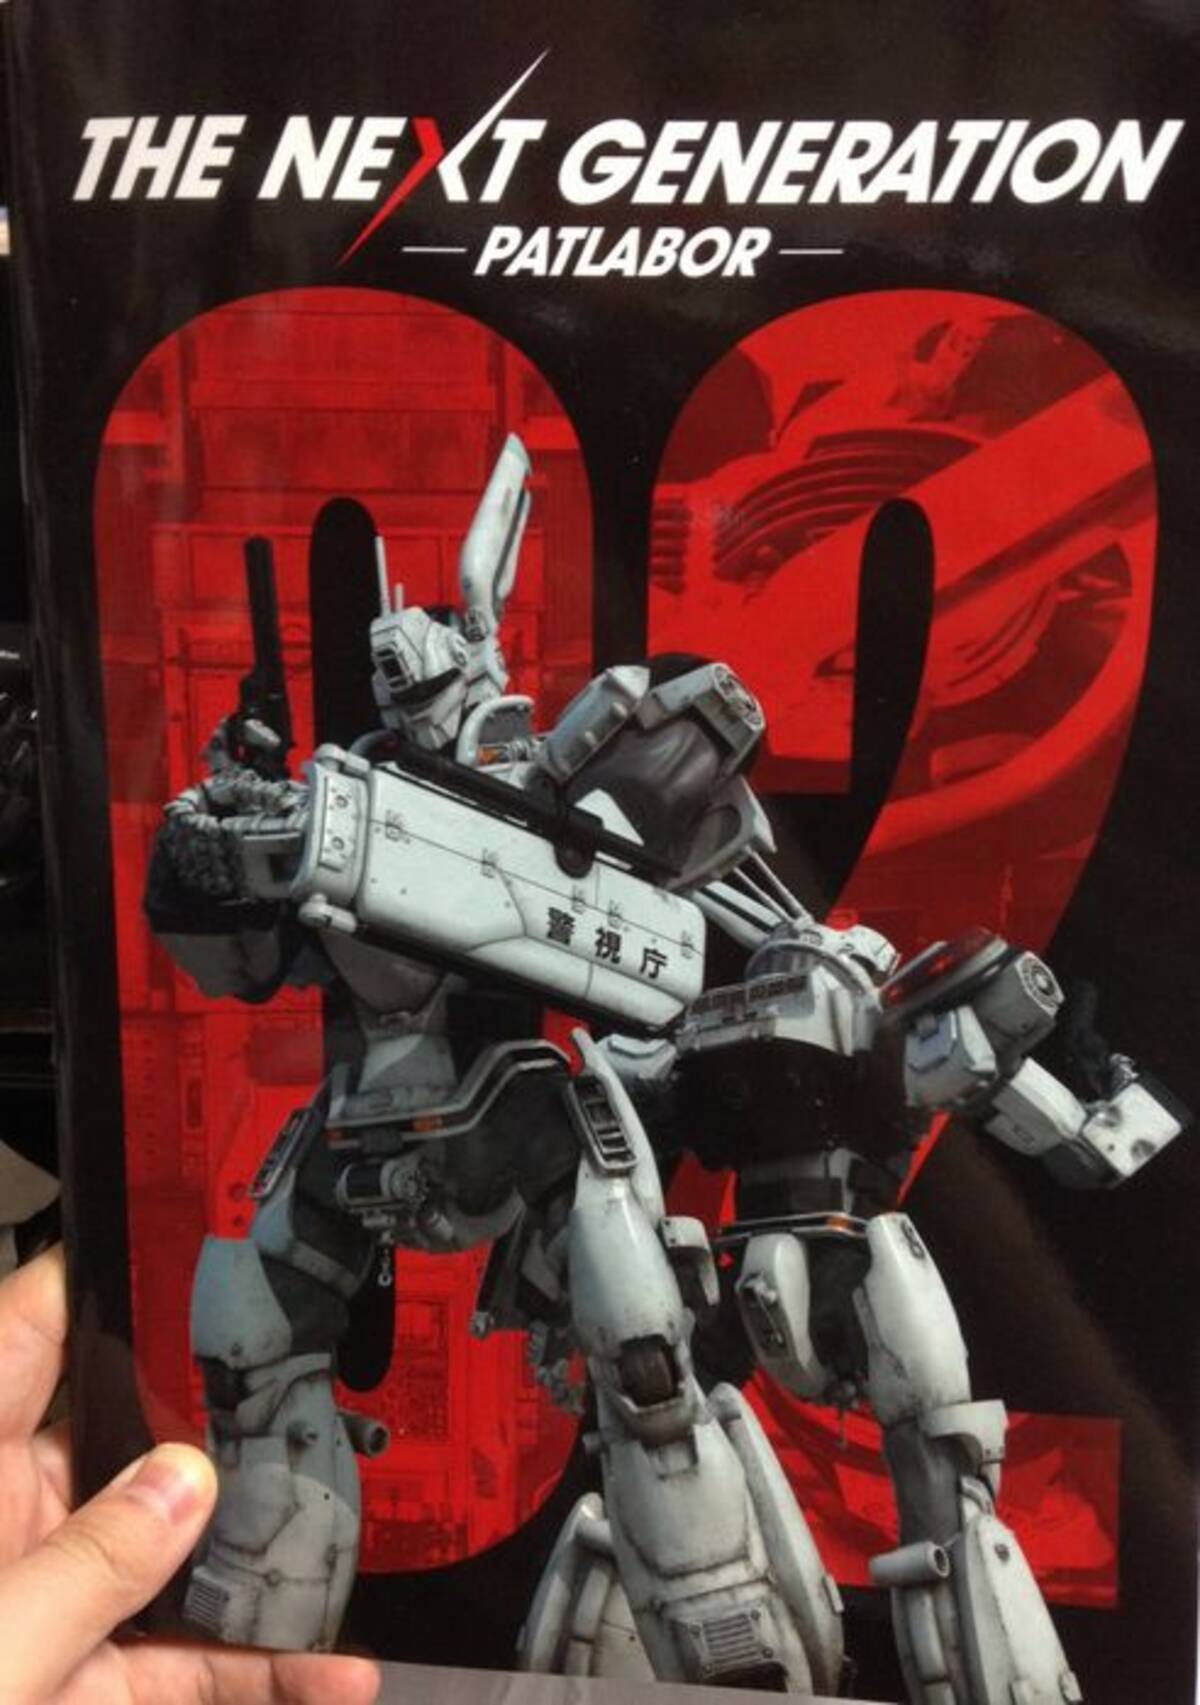 THE NEXT GENERATION
PATLABOR
02
警視庁